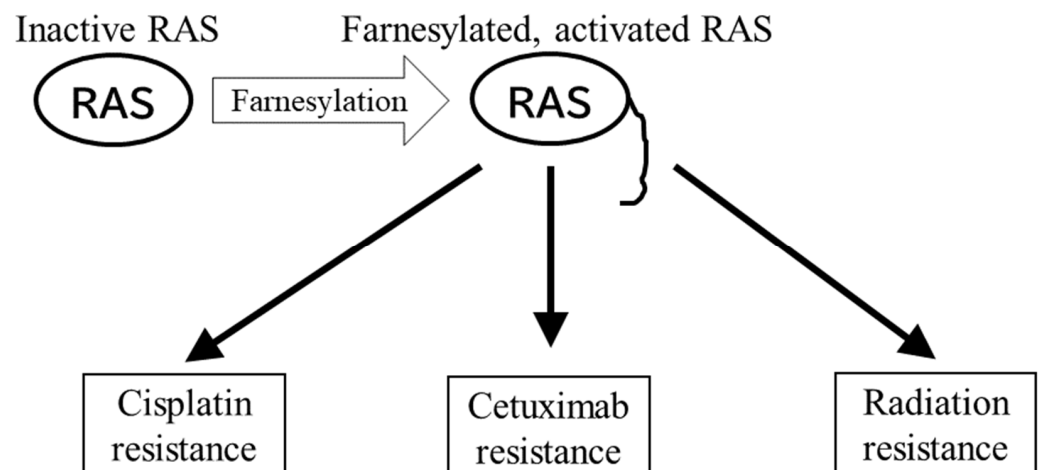 Inactive RAS
Farnesylated, activated RAS
RAS
Farnesylation
RAS
Cisplatin
resistance
Cetuximab
resistance
Radiation
resistance